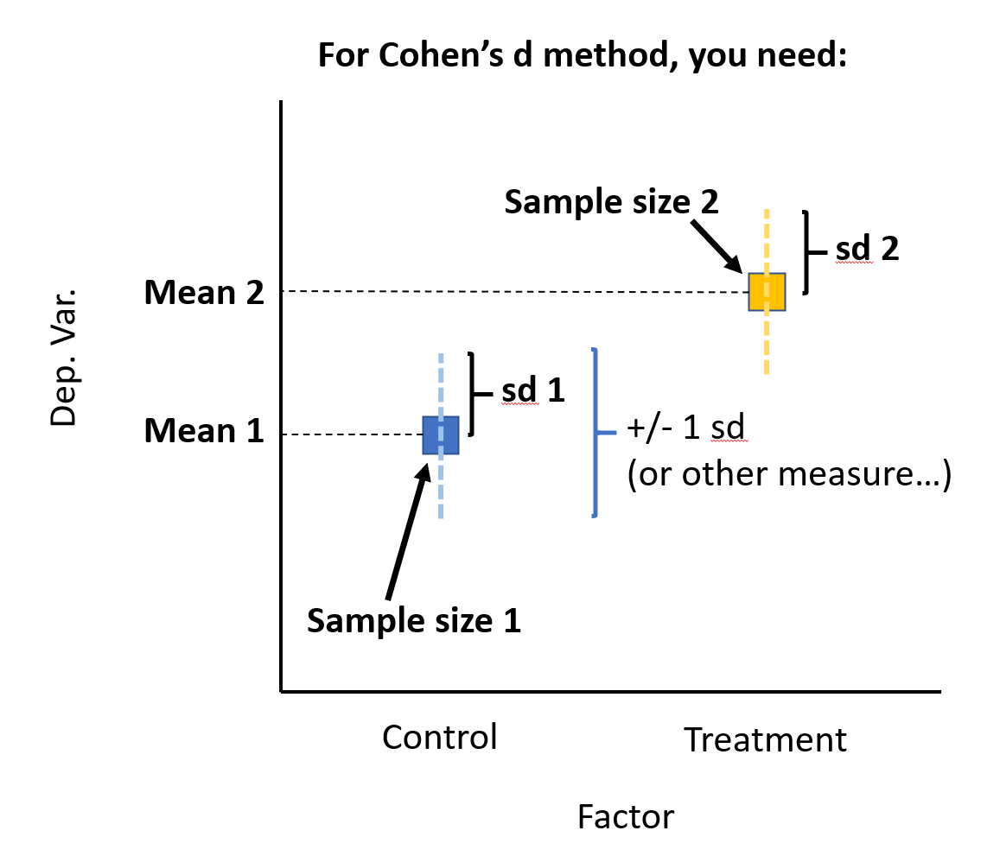 For Cohen’s d method, you need:
Sample size 2
sd 2
Mean 2
Dep. Var.
sd 1
Mean 1
+/- 1 sd
(or other measure…)
Sample size 1
Control
Treatment
Factor